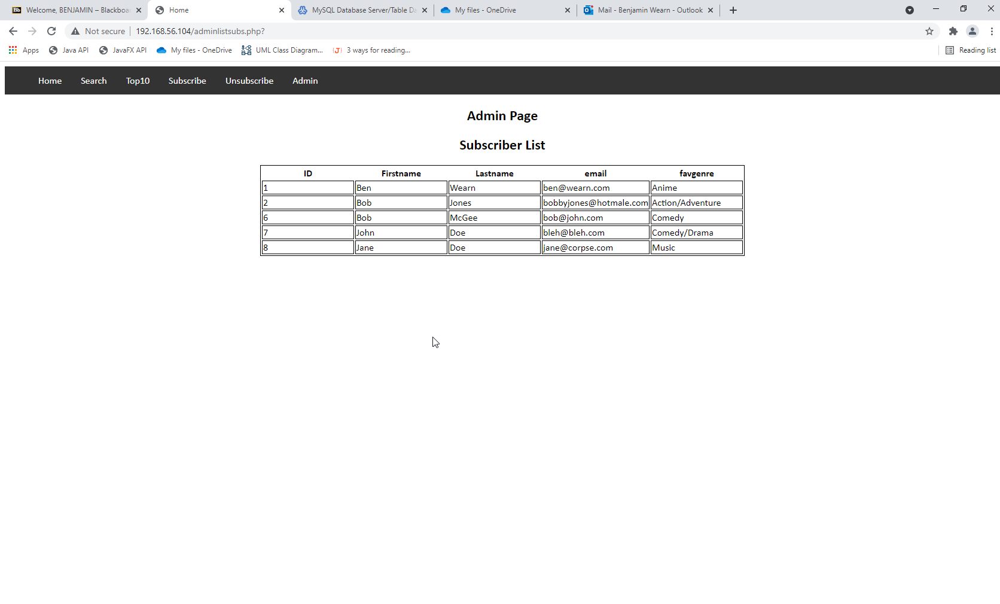 Bb Welcome, BENJAMIN – Blackboar
Home
MySQL Database Server/Table Da
My files - OneDrive
Mail - Benjamin Wearn - Outlook
Not secure 192.168.56.104/adminlistsubs.php?
Apps Java API JavaFX API My files - OneDrive UML Class Diagram... 3 ways for reading... Reading list
Home Search Top10 Subscribe Unsubscribe Admin
Admin Page
Subscriber List
ID Firstname Lastname email favgenre
1 Ben Wearn ben@wearn.com Anime
2 Bob Jones bobbyjones@hotmale.com Action/Adventure
6 Bob McGee bob@john.com Comedy
7 John Doe bleh@bleh.com Comedy/Drama
8 Jane Doe jane@corpse.com Music